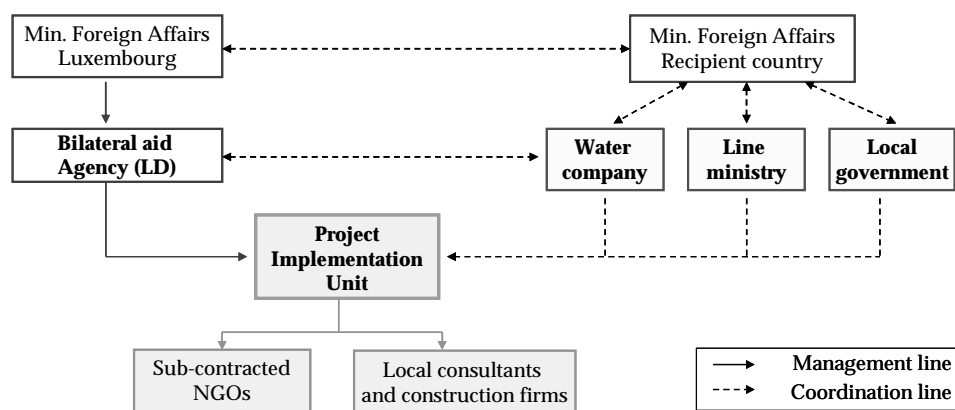 Min. Foreign Affairs
Luxembourg
Min. Foreign Affairs
Recipient country
Bilateral aid
Agency (LD)
Water
company
Line
ministry
Local
government
Project
Implementation
Unit
Sub-contracted
NGOs
Local consultants
and construction firms
Management line
Coordination line